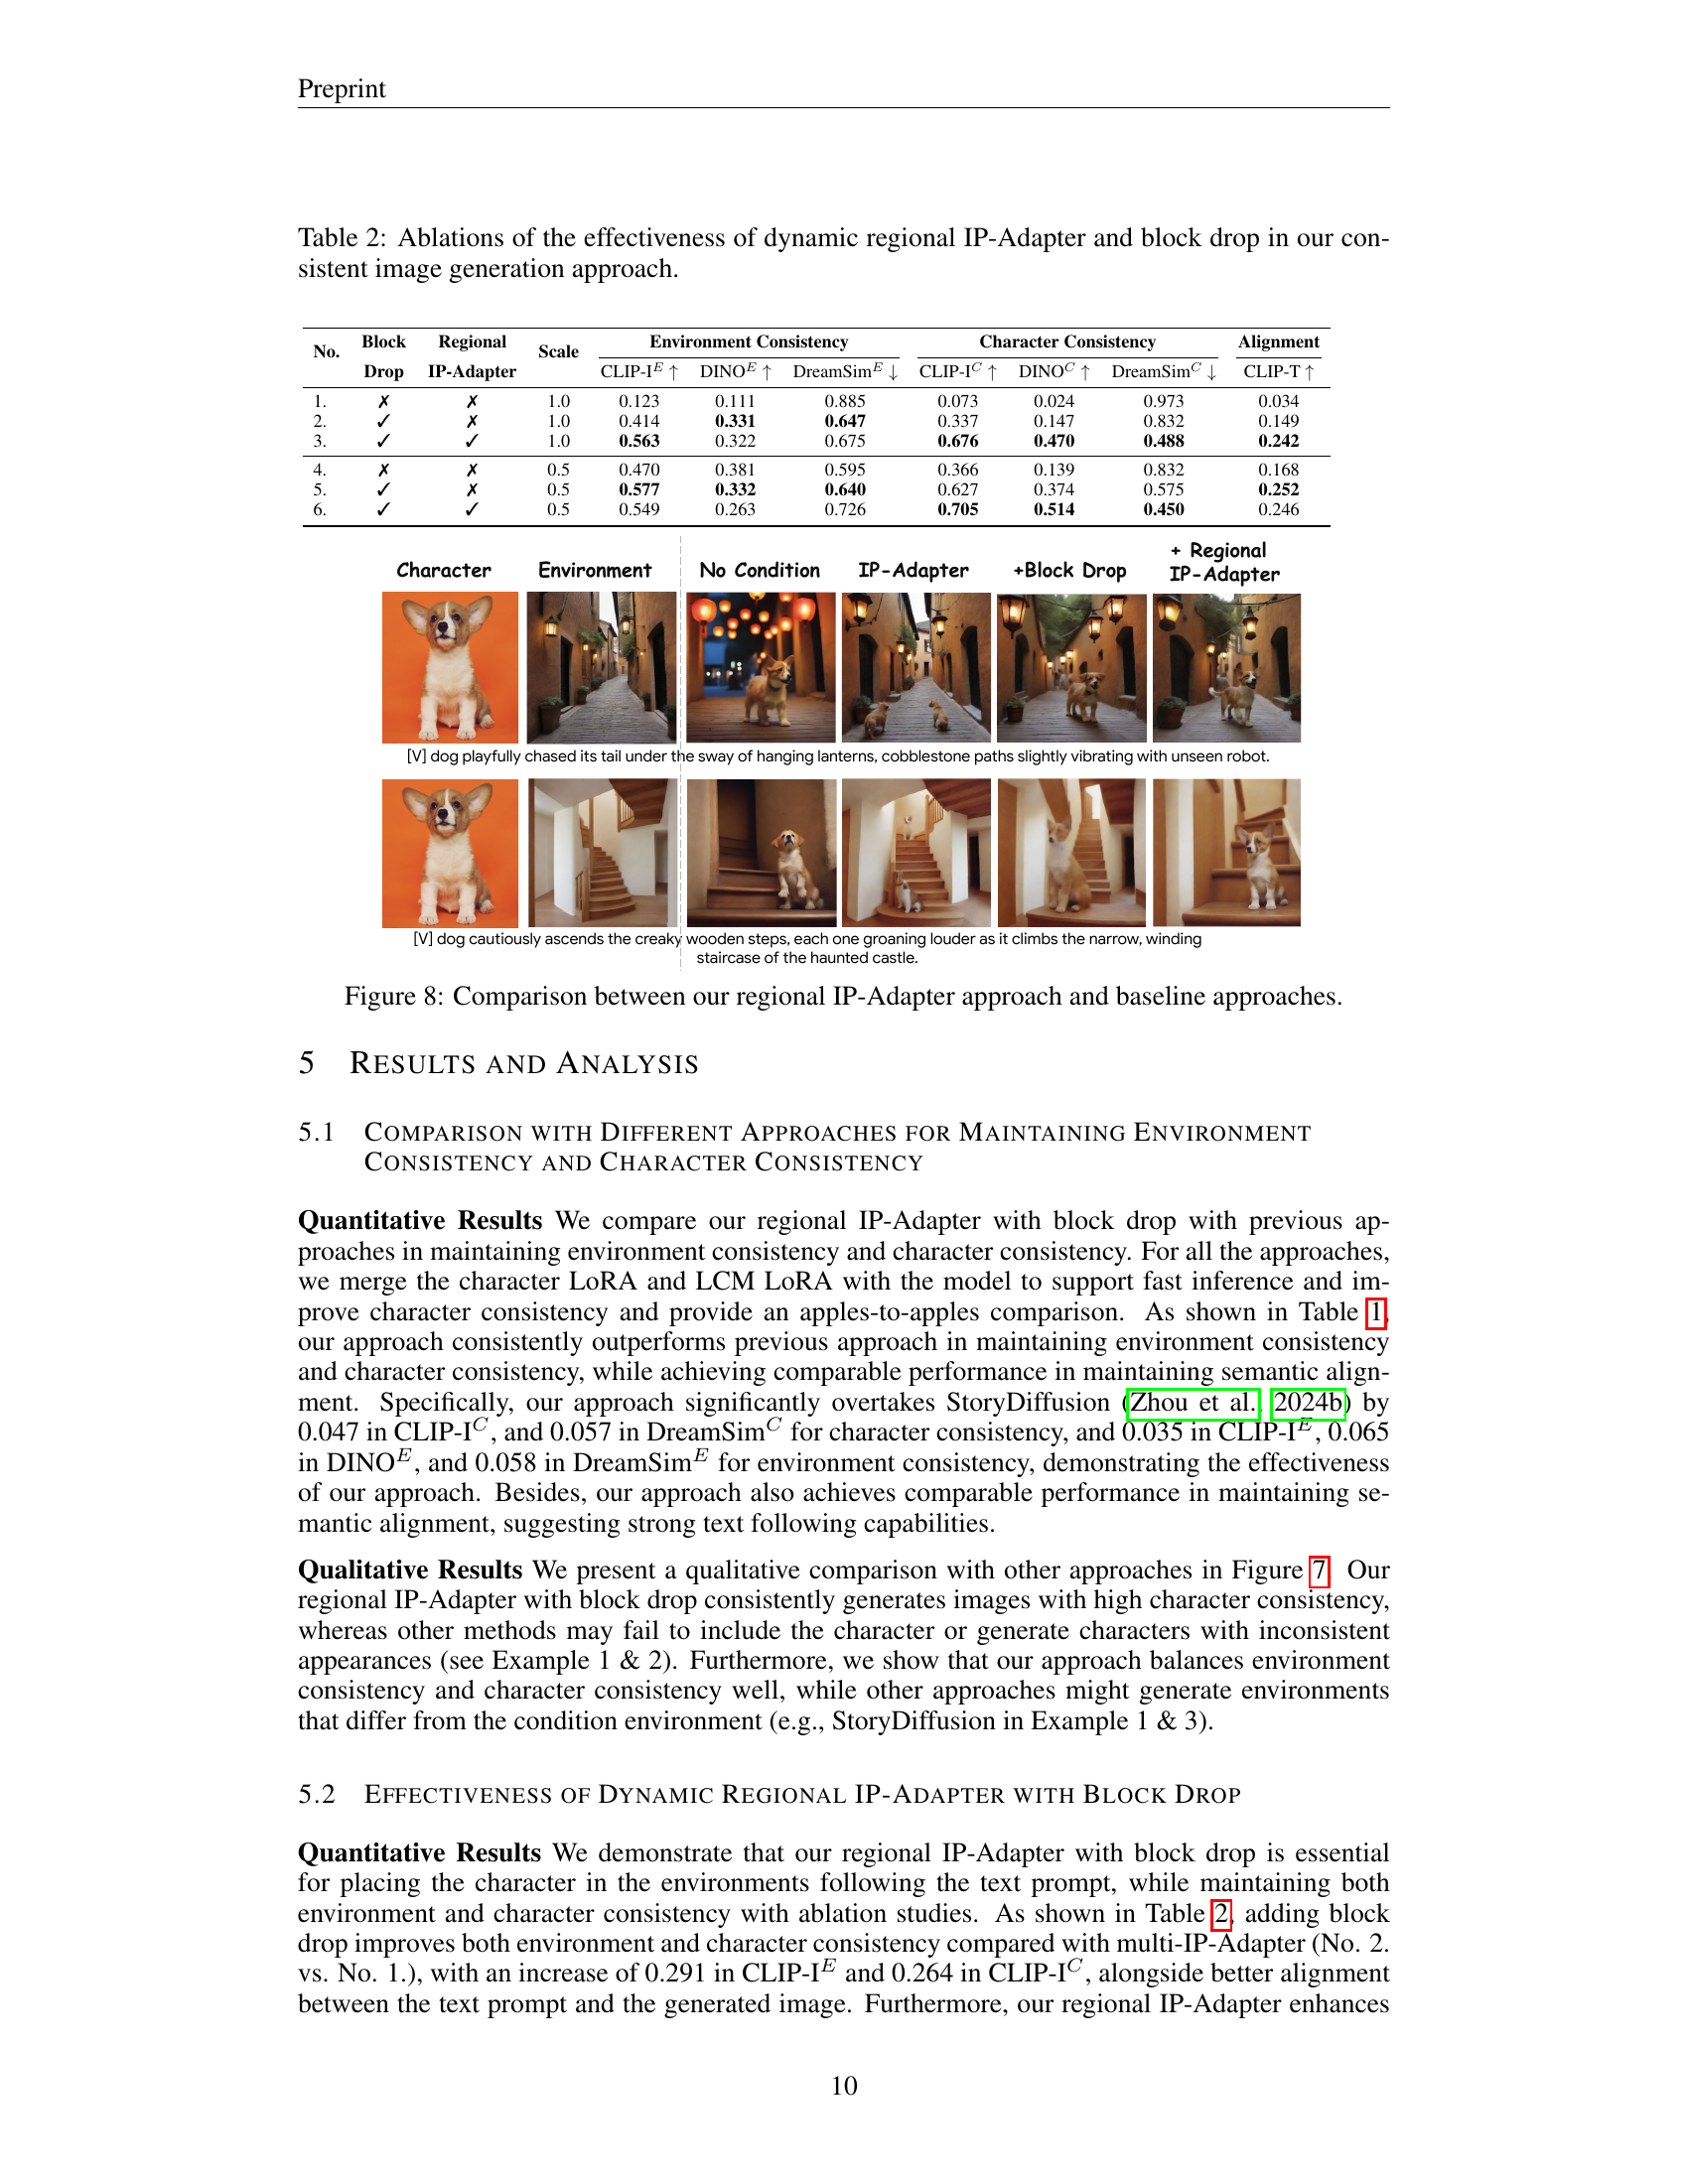 Preprint
Table 2: Ablations of the effectiveness of dynamic regional IP-Adapter and block drop in our con-
sistent image generation approach.
No. Block Drop Regional IP-Adapter Scale Environment Consistency Character Consistency Alignment
CLIP-I^E ↑ DINO^E ↑ DreamSim^E ↓ CLIP-I^C ↑ DINO^C ↑ DreamSim^C ↓ CLIP-T ↑
1. ✗ ✗ 1.0 0.123 0.111 0.885 0.073 0.024 0.973 0.034
2. ✓ ✗ 1.0 0.414 0.331 0.647 0.337 0.147 0.832 0.149
3. ✓ ✓ 1.0 0.563 0.322 0.675 0.676 0.470 0.488 0.242
4. ✗ ✗ 0.5 0.470 0.381 0.595 0.366 0.139 0.832 0.168
5. ✓ ✗ 0.5 0.577 0.332 0.640 0.627 0.374 0.575 0.252
6. ✓ ✓ 0.5 0.549 0.263 0.726 0.705 0.514 0.450 0.246
Character Environment No Condition IP-Adapter +Block Drop + Regional IP-Adapter
[V] dog playfully chased its tail under the sway of hanging lanterns, cobblestone paths slightly vibrating with unseen robot.
[V] dog cautiously ascends the creaky wooden steps, each one groaning louder as it climbs the narrow, winding
staircase of the haunted castle.
Figure 8: Comparison between our regional IP-Adapter approach and baseline approaches.
5 RESULTS AND ANALYSIS
5.1 COMPARISON WITH DIFFERENT APPROACHES FOR MAINTAINING ENVIRONMENT
CONSISTENCY AND CHARACTER CONSISTENCY
Quantitative Results We compare our regional IP-Adapter with block drop with previous ap-
proaches in maintaining environment consistency and character consistency. For all the approaches,
we merge the character LoRA and LCM LoRA with the model to support fast inference and im-
prove character consistency and provide an apples-to-apples comparison. As shown in Table 1,
our approach consistently outperforms previous approach in maintaining environment consistency
and character consistency, while achieving comparable performance in maintaining semantic align-
ment. Specifically, our approach significantly overtakes StoryDiffusion (Zhou et al., 2024b) by
0.047 in CLIP-I^C, and 0.057 in DreamSim^C for character consistency, and 0.035 in CLIP-I^E, 0.065
in DINO^E, and 0.058 in DreamSim^E for environment consistency, demonstrating the effectiveness
of our approach. Besides, our approach also achieves comparable performance in maintaining se-
mantic alignment, suggesting strong text following capabilities.
Qualitative Results We present a qualitative comparison with other approaches in Figure 7. Our
regional IP-Adapter with block drop consistently generates images with high character consistency,
whereas other methods may fail to include the character or generate characters with inconsistent
appearances (see Example 1 & 2). Furthermore, we show that our approach balances environment
consistency and character consistency well, while other approaches might generate environments
that differ from the condition environment (e.g., StoryDiffusion in Example 1 & 3).
5.2 EFFECTIVENESS OF DYNAMIC REGIONAL IP-ADAPTER WITH BLOCK DROP
Quantitative Results We demonstrate that our regional IP-Adapter with block drop is essential
for placing the character in the environments following the text prompt, while maintaining both
environment and character consistency with ablation studies. As shown in Table 2, adding block
drop improves both environment and character consistency compared with multi-IP-Adapter (No. 2.
vs. No. 1.), with an increase of 0.291 in CLIP-I^E and 0.264 in CLIP-I^C, alongside better alignment
between the text prompt and the generated image. Furthermore, our regional IP-Adapter enhances
10